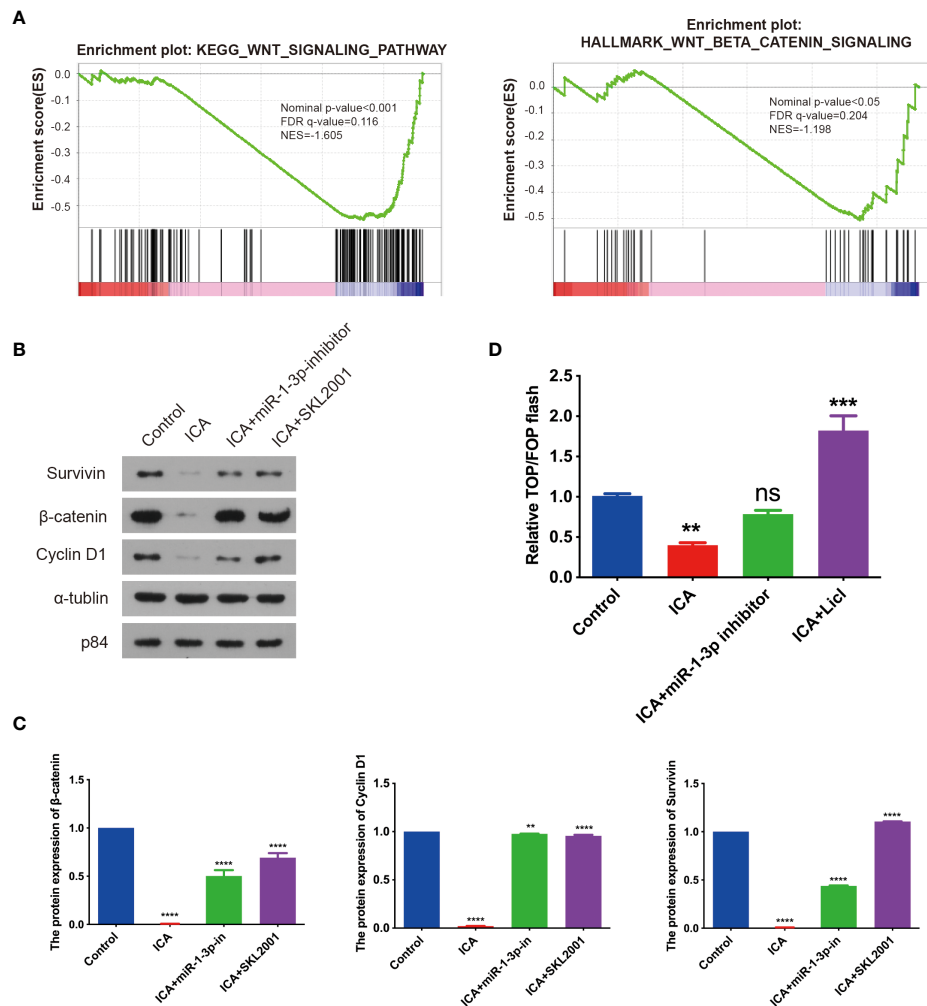 A
Enrichment plot: KEGG_WNT_SIGNALING_PATHWAY
Enricment score(ES)
0.0
-0.1
-0.2
-0.3
-0.4
-0.5
Nominal p-value<0.001
FDR q-value=0.116
NES=-1.605
Enrichment plot:
HALLMARK_WNT_BETA_CATENIN_SIGNALING
Enricment score(ES)
0.1
0.0
-0.1
-0.2
-0.3
-0.4
-0.5
Nominal p-value<0.05
FDR q-value=0.204
NES=-1.198
B
Control
ICA
ICA+miR-1-3p-inhibitor
ICA+SKL2001
Survivin
β-catenin
Cyclin D1
α-tublin
p84
D
Relative TOP/FOP flash
2.5
2.0
1.5
1.0
0.5
0.0
**
ns
***
Control
ICA
ICA+miR-1-3p inhibitor
ICA+Licl
C
The protein expression of β-catenin
1.5
1.0
0.5
0.0
****
****
****
Control
ICA
ICA+miR-1-3p-in
ICA+SKL2001
The protein expression of Cyclin D1
1.5
1.0
0.5
0.0
****
**
****
Control
ICA
ICA+miR-1-3p-in
ICA+SKL2001
The protein expression of Survivin
1.5
1.0
0.5
0.0
****
****
****
Control
ICA
ICA+miR-1-3p-in
ICA+SKL2001